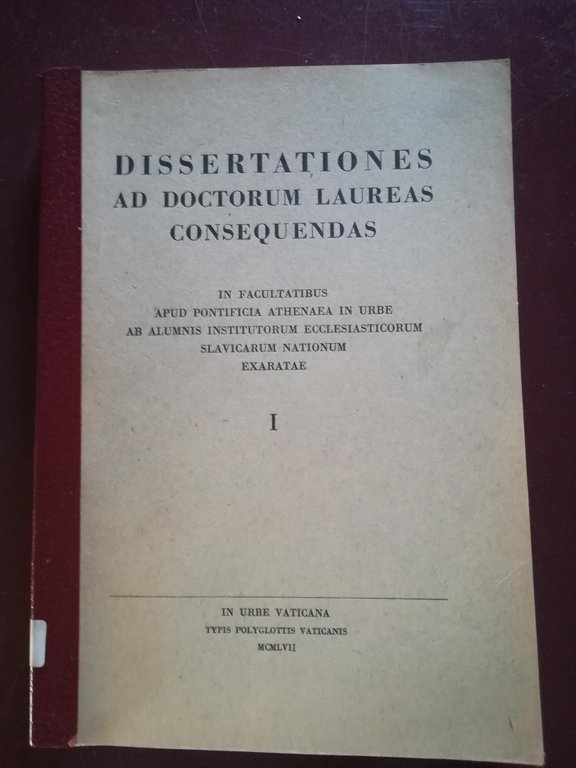 DISSERTATIONES
AD DOCTORUM LAUREAS
CONSEQUENDAS
IN FACULTATIBUS
APUD PONTIFICIA ATHENAEA IN URBE
AB ALUMNIS INSTITUTORUM ECCLESIASTICORUM
SLAVICARUM NATIONUM
EXARATAE
I
IN URBE VATICANA
TYPIS POLYGLOTTIS VATICANIS
MCMLVII